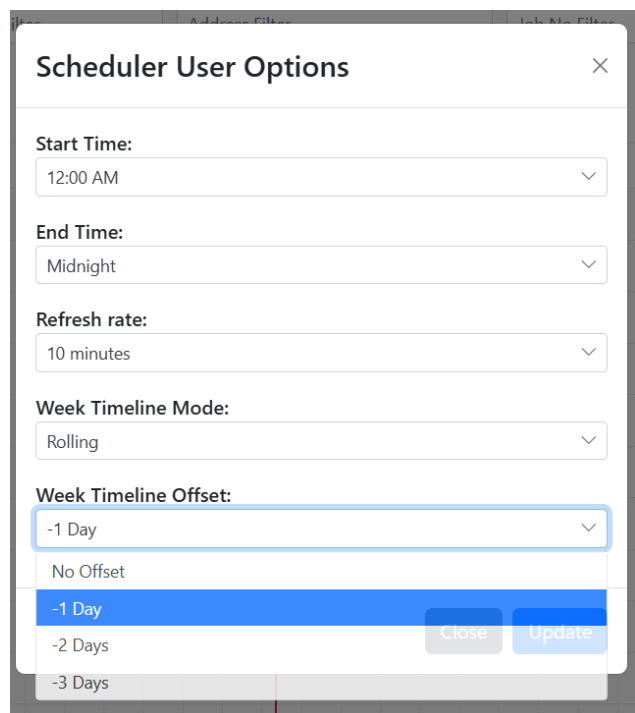 Address Filter
Job No Filter
Scheduler User Options
Start Time:
12:00 AM
End Time:
Midnight
Refresh rate:
10 minutes
Week Timeline Mode:
Rolling
Week Timeline Offset:
-1 Day
No Offset
-1 Day
Close
Update
-2 Days
-3 Days